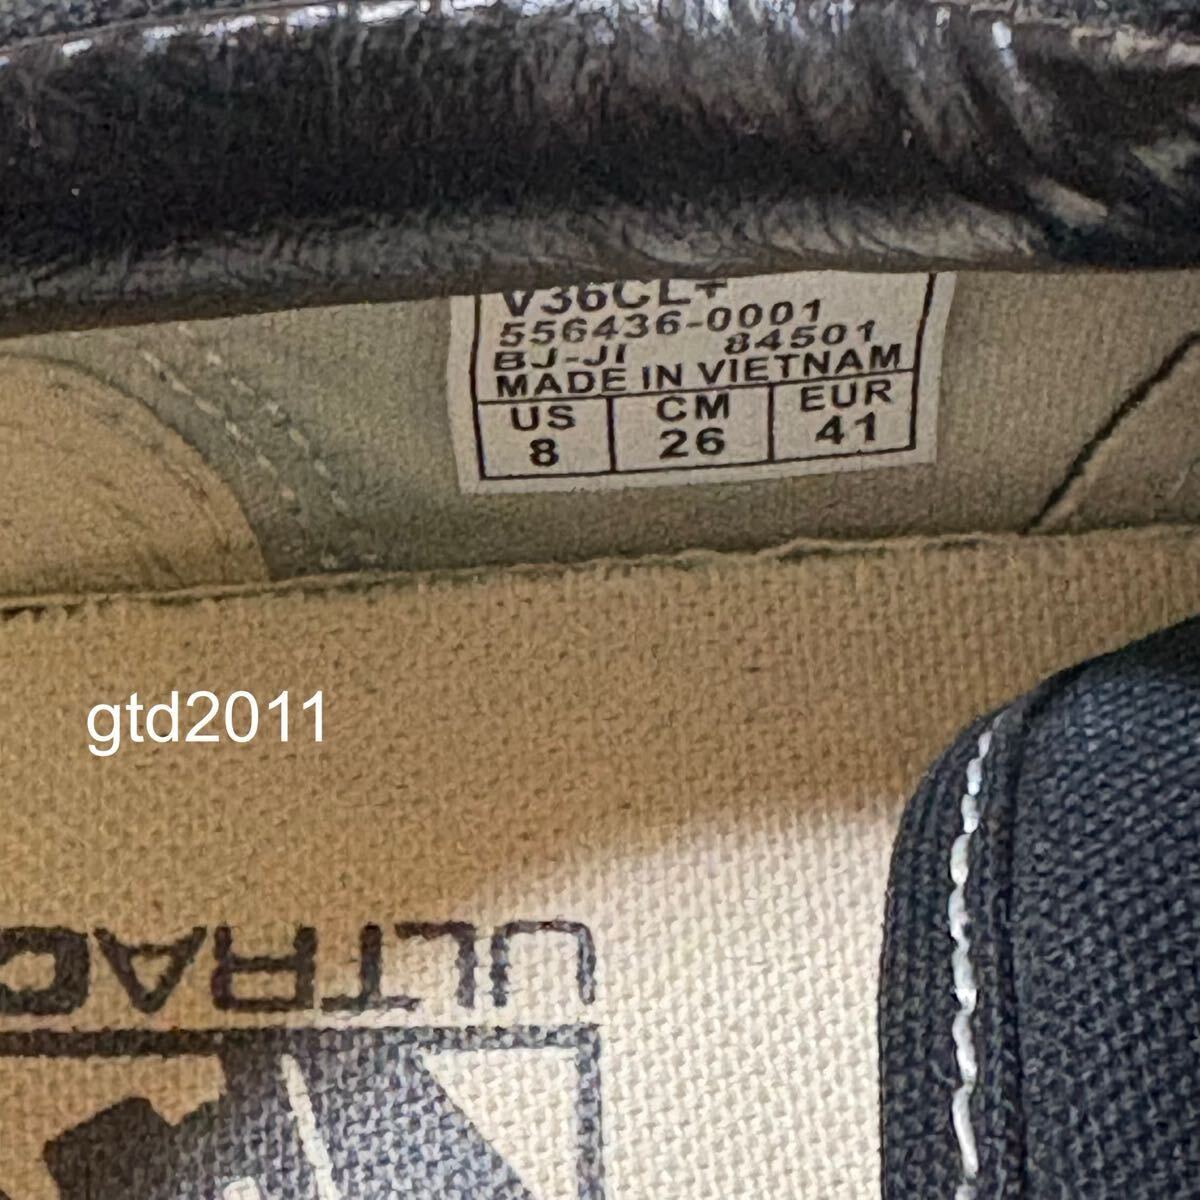 V36CL+
556436-0001
BJ-JI 84501
MADE IN VIETNAM
US CM EUR
8 26 41
gtd2011